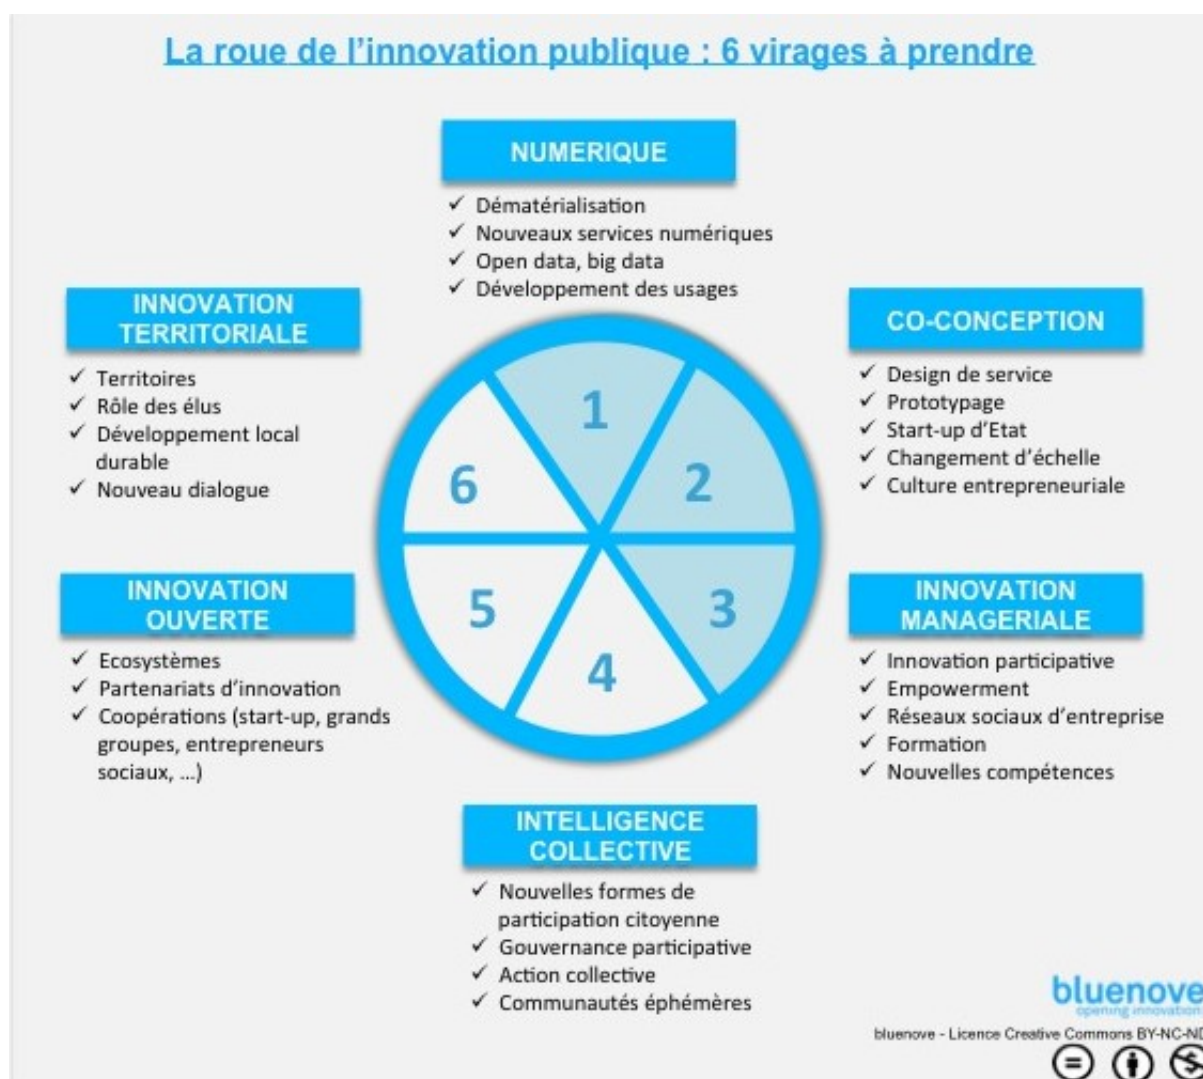 La roue de l'innovation publique : 6 virages à prendre
NUMERIQUE
✓ Dématérialisation
✓ Nouveaux services numériques
✓ Open data, big data
✓ Développement des usages
CO-CONCEPTION
✓ Design de service
✓ Prototypage
✓ Start-up d'Etat
✓ Changement d'échelle
✓ Culture entrepreneuriale
INNOVATION
MANAGERIALE
✓ Innovation participative
✓ Empowerment
✓ Réseaux sociaux d'entreprise
✓ Formation
✓ Nouvelles compétences
INTELLIGENCE
COLLECTIVE
✓ Nouvelles formes de
participation citoyenne
✓ Gouvernance participative
✓ Action collective
✓ Communautés éphémères
INNOVATION
OUVERTE
✓ Ecosystèmes
✓ Partenariats d'innovation
✓ Coopérations (start-up, grands
groupes, entrepreneurs
sociaux, ...)
INNOVATION
TERRITORIALE
✓ Territoires
✓ Rôle des élus
✓ Développement local
durable
✓ Nouveau dialogue
1
2
3
4
5
6
bluenove
opening innovation
bluenove - Licence Creative Commons BY-NC-ND